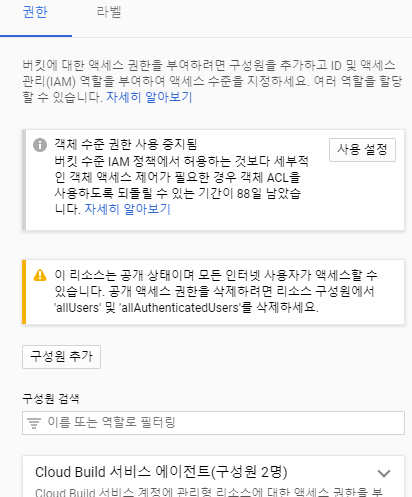 권한 라벨
버킷에 대한 액세스 권한을 부여하려면 구성원을 추가하고 ID 및 액세스
관리(IAM) 역할을 부여하여 액세스 수준을 지정하세요. 여러 역할을 할당
할 수 있습니다. 자세히 알아보기
객체 수준 권한 사용 중지됨
사용 설정
버킷 수준 IAM 정책에서 허용하는 것보다 세부적
인 객체 액세스 제어가 필요한 경우 객체 ACL을
사용하도록 되돌릴 수 있는 기간이 88일 남았습
니다. 자세히 알아보기
이 리소스는 공개 상태이며 모든 인터넷 사용자가 액세스할 수
있습니다. 공개 액세스 권한을 삭제하려면 리소스 구성원에서
'allUsers' 및 'allAuthenticatedUsers'를 삭제하세요.
구성원 추가
구성원 검색
이름 또는 역할로 필터링
Cloud Build 서비스 에이전트(구성원 2명)
Cloud Build 서비스 계정에 관리형 리소스에 대한 액세스 권한을 부